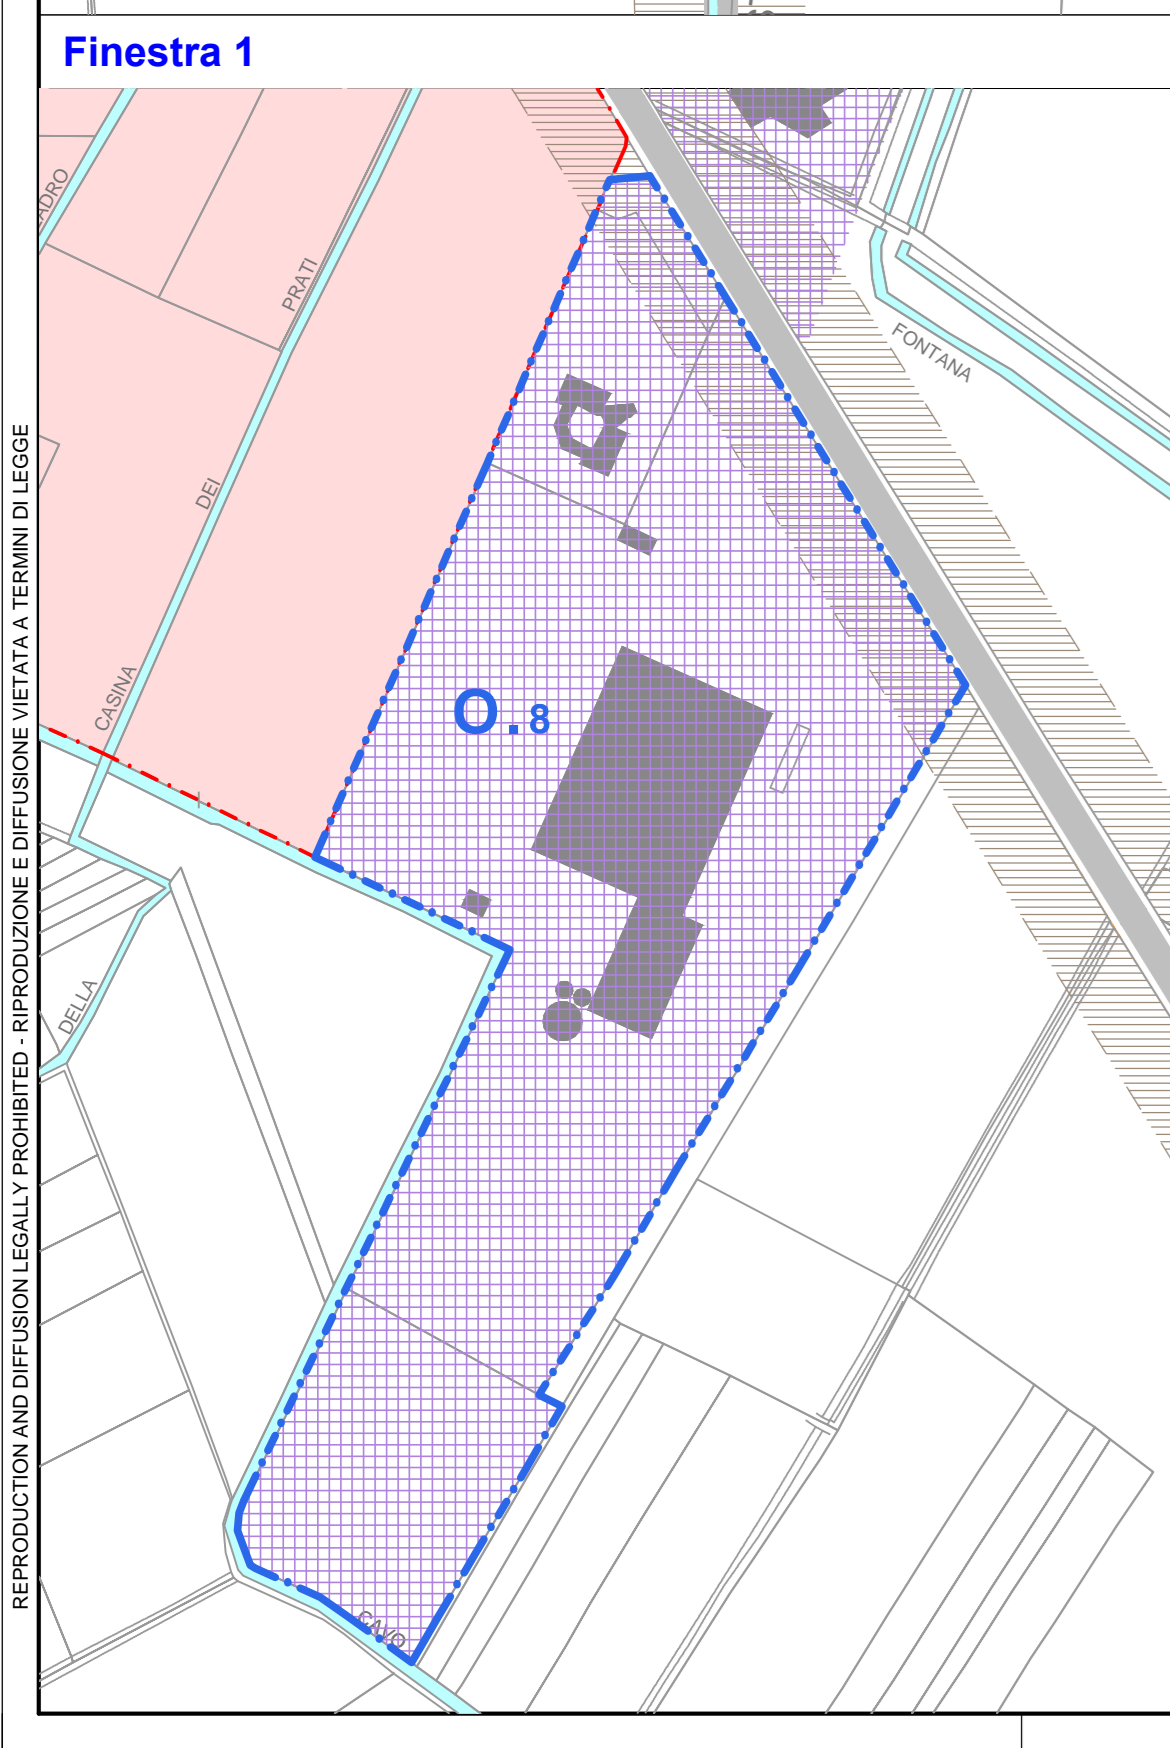 Finestra 1
PRATI
FONTANA
DEI
CASINA
O.8
DELLA
CAVO
REPRODUCTION AND DIFFUSION LEGALLY PROHIBITED - RIPRODUZIONE E DIFFUSIONE VIETATA A TERMINI DI LEGGE